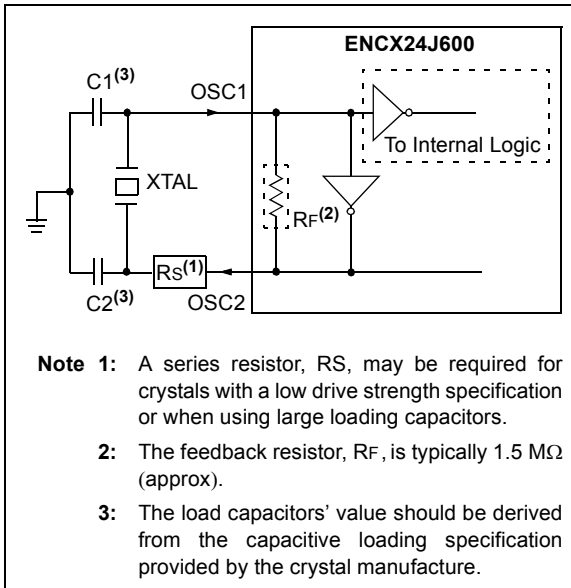 ENCX24J600
C1(3)
OSC1
To Internal Logic
XTAL
RF(2)
RS(1)
C2(3)
OSC2
Note 1: A series resistor, RS, may be required for
crystals with a low drive strength specification
or when using large loading capacitors.
2: The feedback resistor, RF, is typically 1.5 MΩ
(approx).
3: The load capacitors' value should be derived
from the capacitive loading specification
provided by the crystal manufacture.